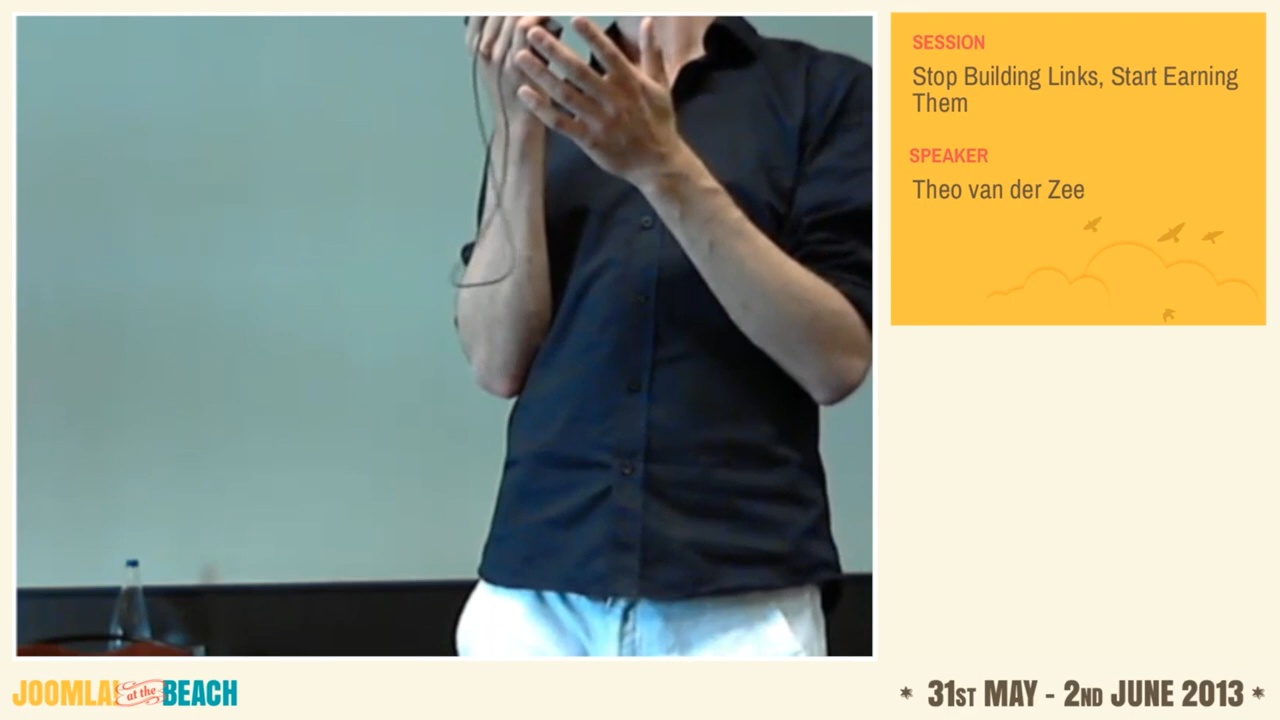 SESSION
Stop Building Links, Start Earning
Them
SPEAKER
Theo van der Zee
JOOMLA! at the BEACH
* 31ST MAY - 2ND JUNE 2013 *